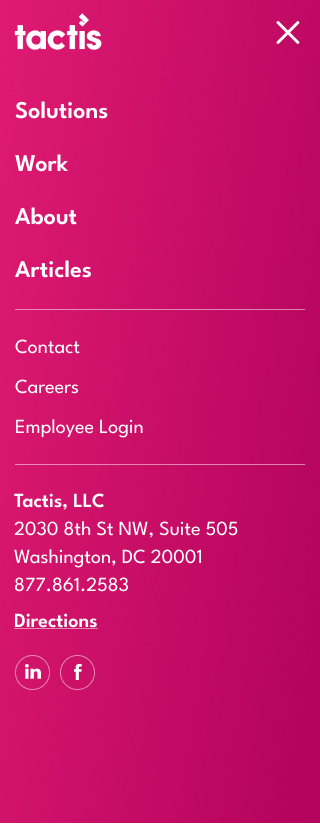 tactis
Solutions
Work
About
Articles
Contact
Careers
Employee Login
Tactis, LLC
2030 8th St NW, Suite 505
Washington, DC 20001
877.861.2583
Directions
in f